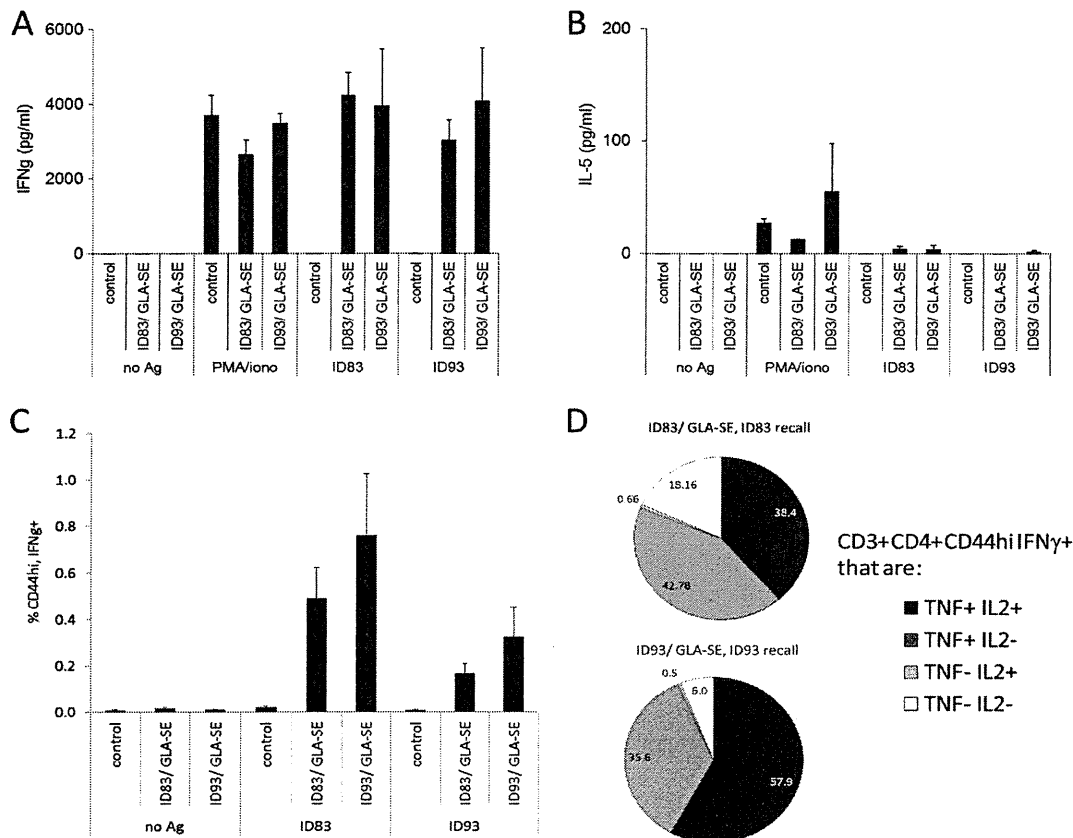 A
IFNg (pg/ml)
6000
4000
2000
0
control
ID83/ GLA-SE
ID93/ GLA-SE
control
ID83/ GLA-SE
ID93/ GLA-SE
control
ID83/ GLA-SE
ID93/ GLA-SE
control
ID83/ GLA-SE
ID93/ GLA-SE
no Ag
PMA/iono
ID83
ID93
B
IL-5 (pg/ml)
200
100
0
control
ID83/ GLA-SE
ID93/ GLA-SE
control
ID83/ GLA-SE
ID93/ GLA-SE
control
ID83/ GLA-SE
ID93/ GLA-SE
control
ID83/ GLA-SE
ID93/ GLA-SE
no Ag
PMA/iono
ID83
ID93
C
% CD44hi, IFNg+
1.2
1.0
0.8
0.6
0.4
0.2
0.0
control
ID83/ GLA-SE
ID93/ GLA-SE
control
ID83/ GLA-SE
ID93/ GLA-SE
control
ID83/ GLA-SE
ID93/ GLA-SE
no Ag
ID83
ID93
D
ID83/ GLA-SE, ID83 recall
18.16
0.66
38.4
42.78
ID93/ GLA-SE, ID93 recall
0.5
6.0
35.6
57.9
CD3+CD4+CD44hiIFNγ+
that are:
TNF+ IL2+
TNF+ IL2-
TNF- IL2+
TNF- IL2-